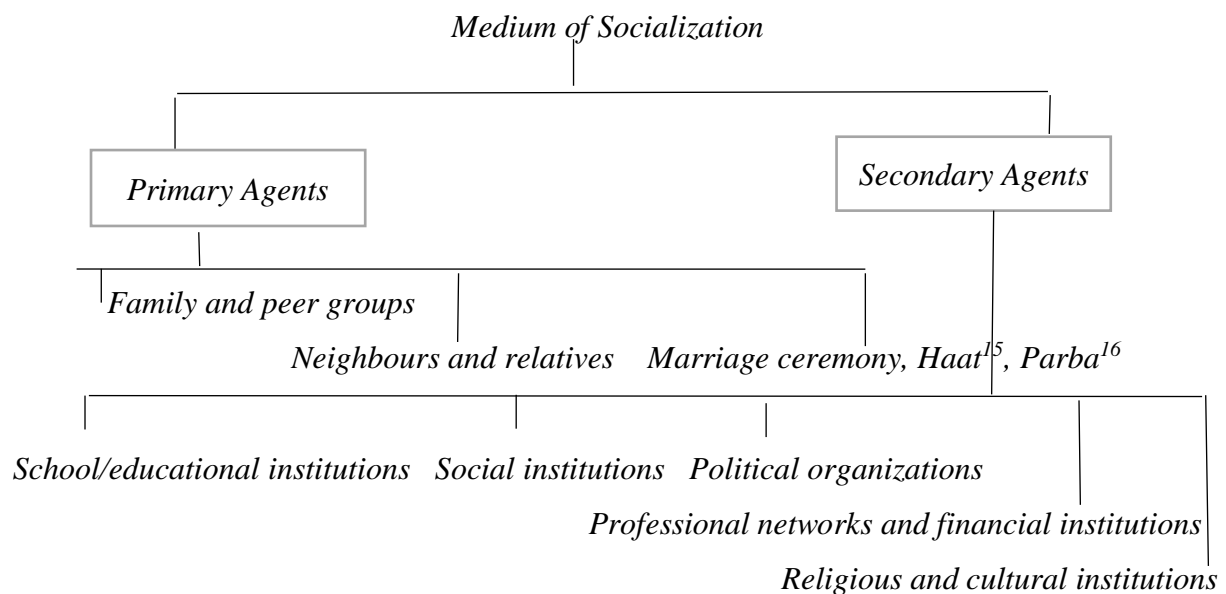 Medium of Socialization
Primary Agents
Secondary Agents
Family and peer groups
Neighbours and relatives
Marriage ceremony, Haat15, Parba16
School/educational institutions
Social institutions
Political organizations
Professional networks and financial institutions
Religious and cultural institutions